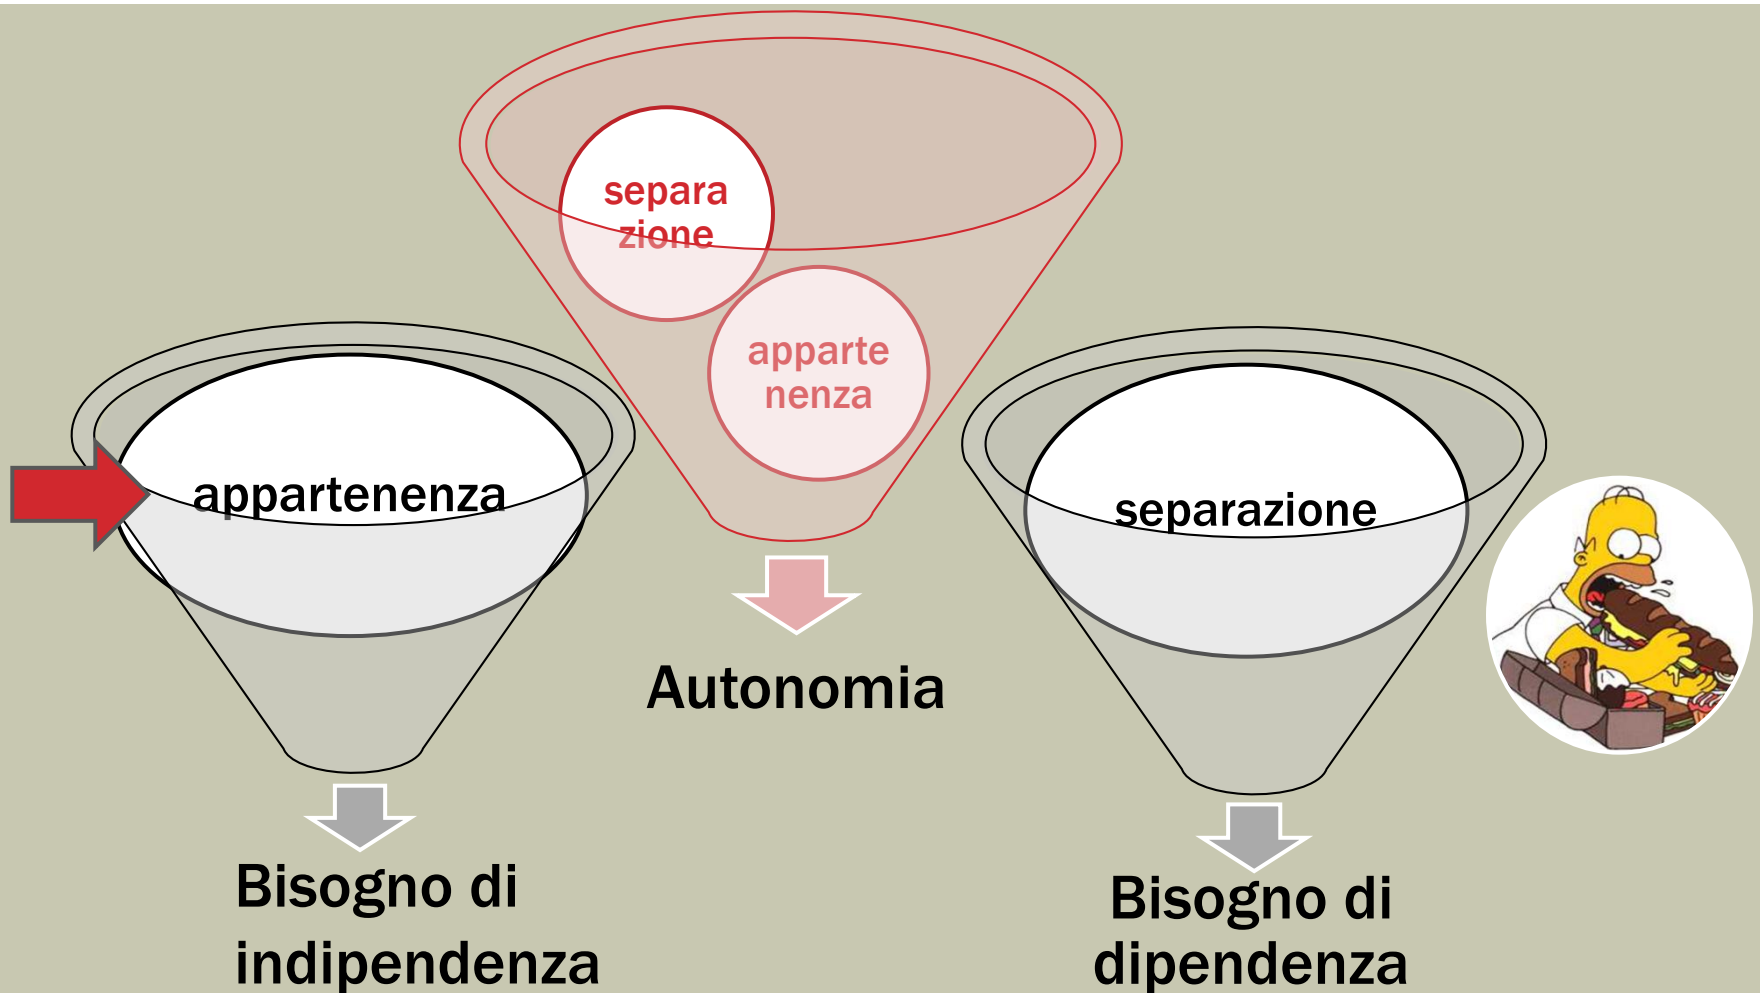 separa
zione
apparte
nenza
appartenenza
separazione
Autonomia
Bisogno di
indipendenza
Bisogno di
dipendenza